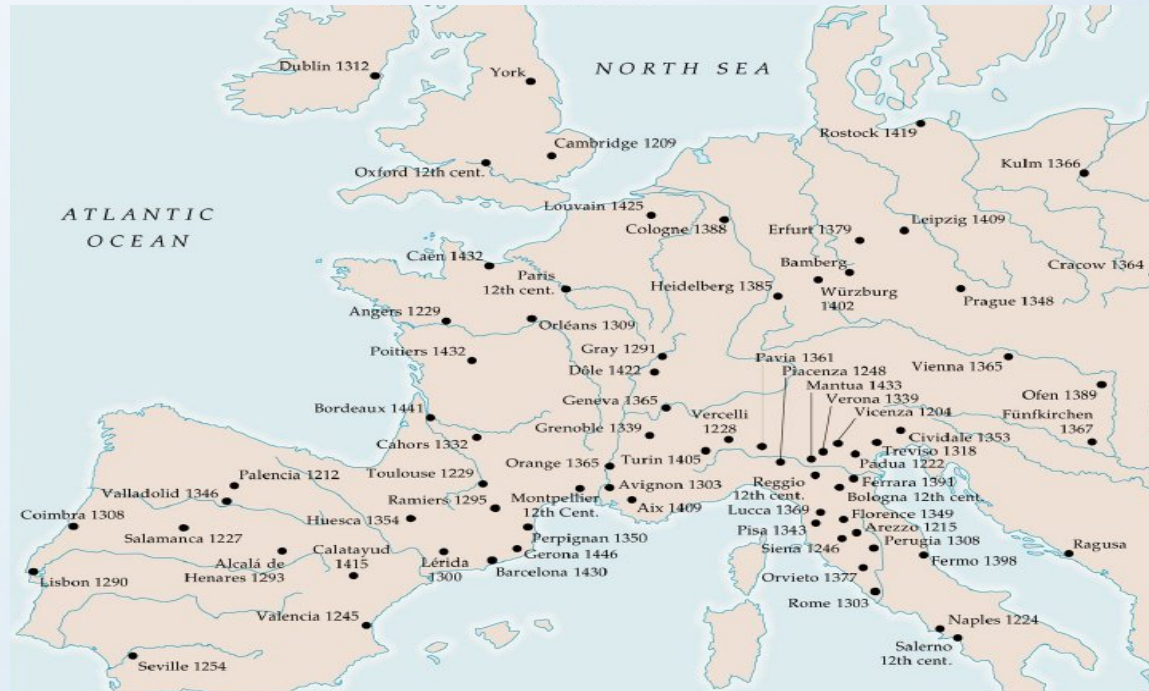 Dublin 1312
York
NORTH SEA
Cambridge 1209
Oxford 12th cent.
Rostock 1419
Kulm 1366
ATLANTIC
OCEAN
Louvain 1425
Cologne 1388
Erfurt 1379
Leipzig 1409
Caen 1432
Paris
12th cent.
Bamberg
Heidelberg 1385
Würzburg
1402
Cracow 1364
Prague 1348
Angers 1229
Orléans 1309
Poitiers 1432
Gray 1291
Dôle 1422
Pavia 1361
Piacenza 1248
Mantua 1433
Verona 1339
Vicenza 1204
Vienna 1365
Ofen 1389
Fünfkirchen
1367
Geneva 1365
Bordeaux 1441
Cahors 1332
Grenoble 1339
Vercelli
1228
Cividale 1353
Treviso 1318
Padua 1222
Orange 1365
Turin 1405
Toulouse 1229
Palencia 1212
Valladolid 1346
Ramiers 1295
Montpellier
12th Cent.
Avignon 1303
Aix 1409
Reggio
12th cent.
Ferrara 1391
Bologna 12th cent.
Coimbra 1308
Huesca 1354
Lucca 1369
Florence 1349
Pisa 1343
Arezzo 1215
Salamanca 1227
Perpignan 1350
Siena 1246
Perugia 1308
Alcalá de
Henares 1293
Calatayud
1415
Lérida
1300
Gerona 1446
Barcelona 1430
Fermo 1398
Ragusa
Lisbon 1290
Orvieto 1377
Rome 1303
Valencia 1245
Naples 1224
Salerno
12th cent.
Seville 1254